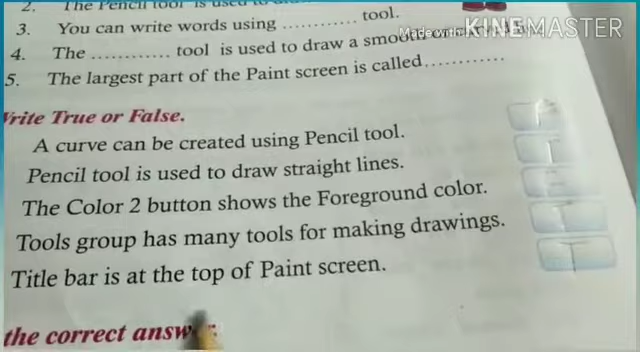 2. The Pencil tool is used to
3. You can write words using ............ tool.
4. The ............ tool is used to draw a smooth
Made with KINEMASTER
5. The largest part of the Paint screen is called............
Write True or False.
A curve can be created using Pencil tool.
Pencil tool is used to draw straight lines.
T
The Color 2 button shows the Foreground color.
Tools group has many tools for making drawings.
T
Title bar is at the top of Paint screen.
T
the correct answer